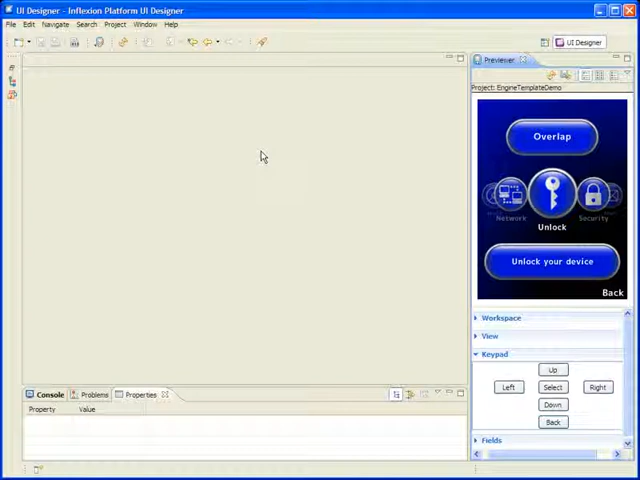 UI Designer - Inflexion Platform UI Designer
File Edit Navigate Search Project Window Help
UI Designer
Previewer
Project: EngineTemplateDemo
Overlap
Network
Security
Unlock
Unlock your device
Back
Workspace
View
Keypad
Up
Left Select Right
Down
Back
Fields
Console Problems Properties
Property Value